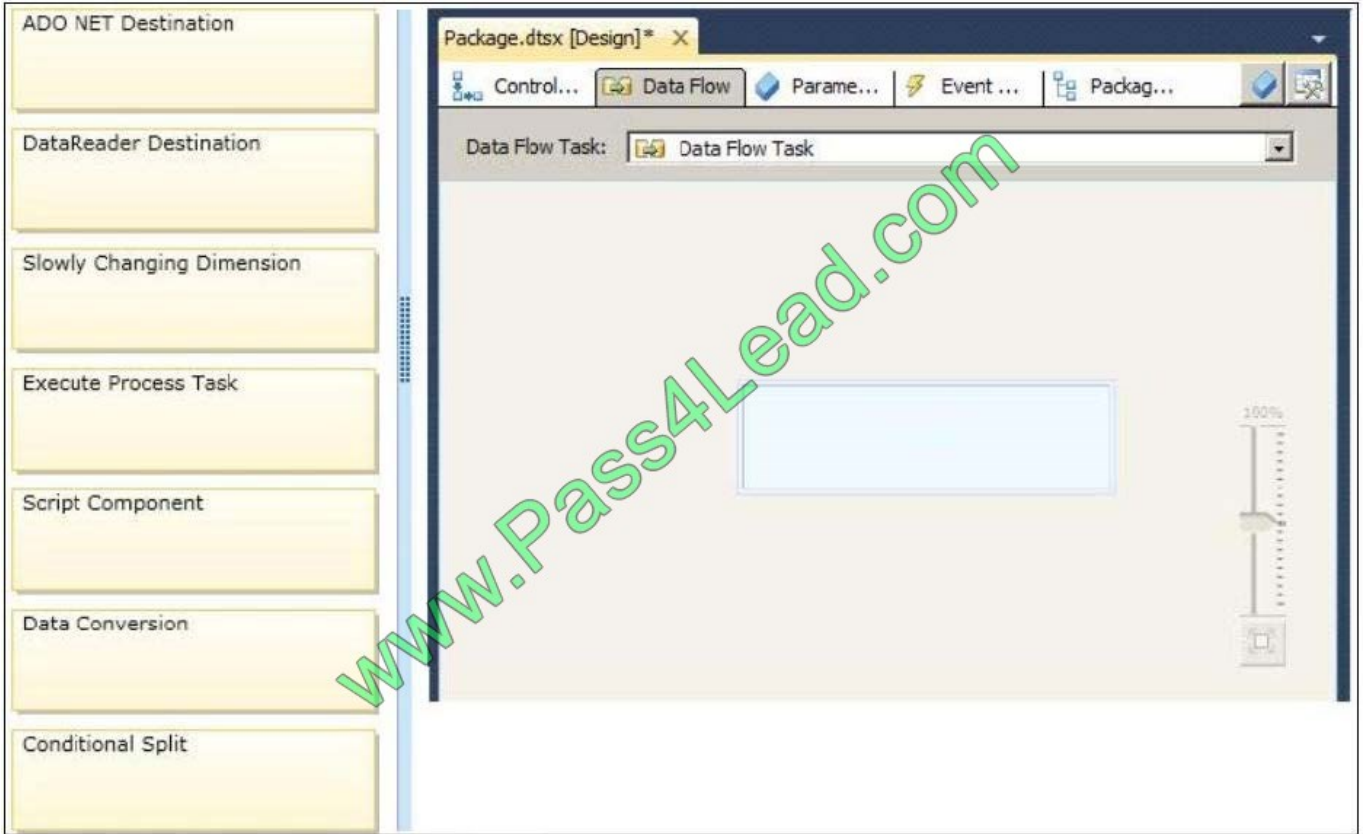 ADO NET Destination
DataReader Destination
Slowly Changing Dimension
Execute Process Task
Script Component
Data Conversion
Conditional Split
Package.dtsx [Design]* X
Control... Data Flow Parame... Event ... Packag...
Data Flow Task: Data Flow Task
100%
www.Pass4Lead.com